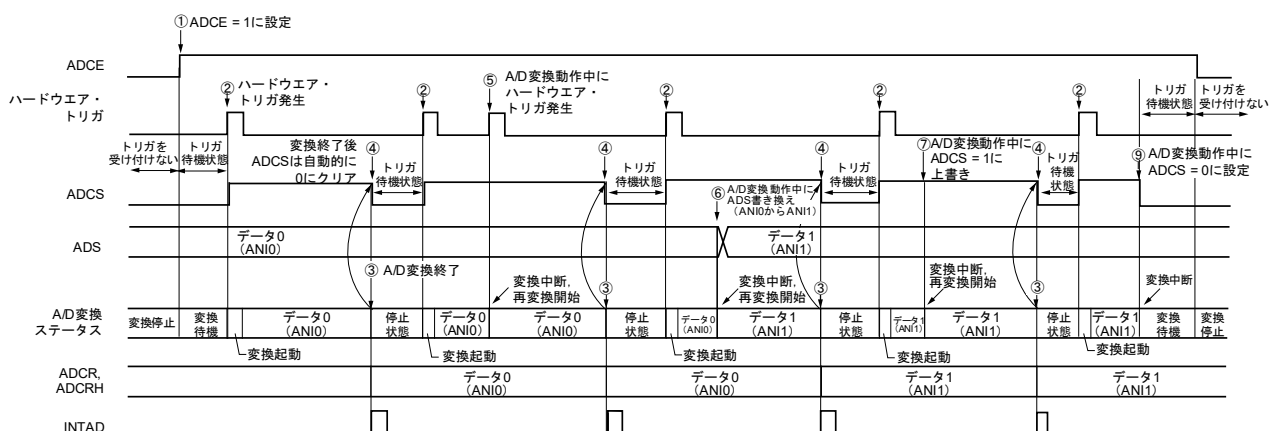 ① ADCE = 1に設定
ADCE
② ハードウエア・
トリガ発生
②
⑤ A/D変換動作中に
ハードウエア・
トリガ発生
②
②
②
トリガ
待機状態
トリガを
受け付けない
ハードウエア・
トリガ
トリガを
受け付けない
トリガ
待機状態
変換終了後
ADCSは自動的に
0にクリア
④
トリガ
待機状態
④
トリガ
待機状態
④
トリガ
待機状態
⑦ A/D変換動作中に
ADCS = 1に
上書き
④
トリガ
待機
状態
⑨ A/D変換動作中に
ADCS = 0に設定
ADCS
⑥ A/D変換動作中に
ADS書き換え
(ANI0からANI1)
ADS
データ0
(ANI0)
データ1
(ANI1)
③ A/D変換終了
変換中断,
再変換開始
③
変換中断,
再変換開始
③
変換中断,
再変換開始
③
変換中断
A/D変換
ステータス
変換停止
変換
待機
データ0
(ANI0)
停止
状態
データ0
(ANI0)
データ0
(ANI0)
停止
状態
データ0
(ANI0)
データ1
(ANI1)
停止
状態
データ1
(ANI1)
データ1
(ANI1)
停止
状態
データ1
(ANI1)
変換
待機
変換
停止
変換起動
変換起動
変換起動
変換起動
変換起動
ADCR,
ADCRH
データ0
(ANI0)
データ0
(ANI0)
データ1
(ANI1)
データ1
(ANI1)
INTAD